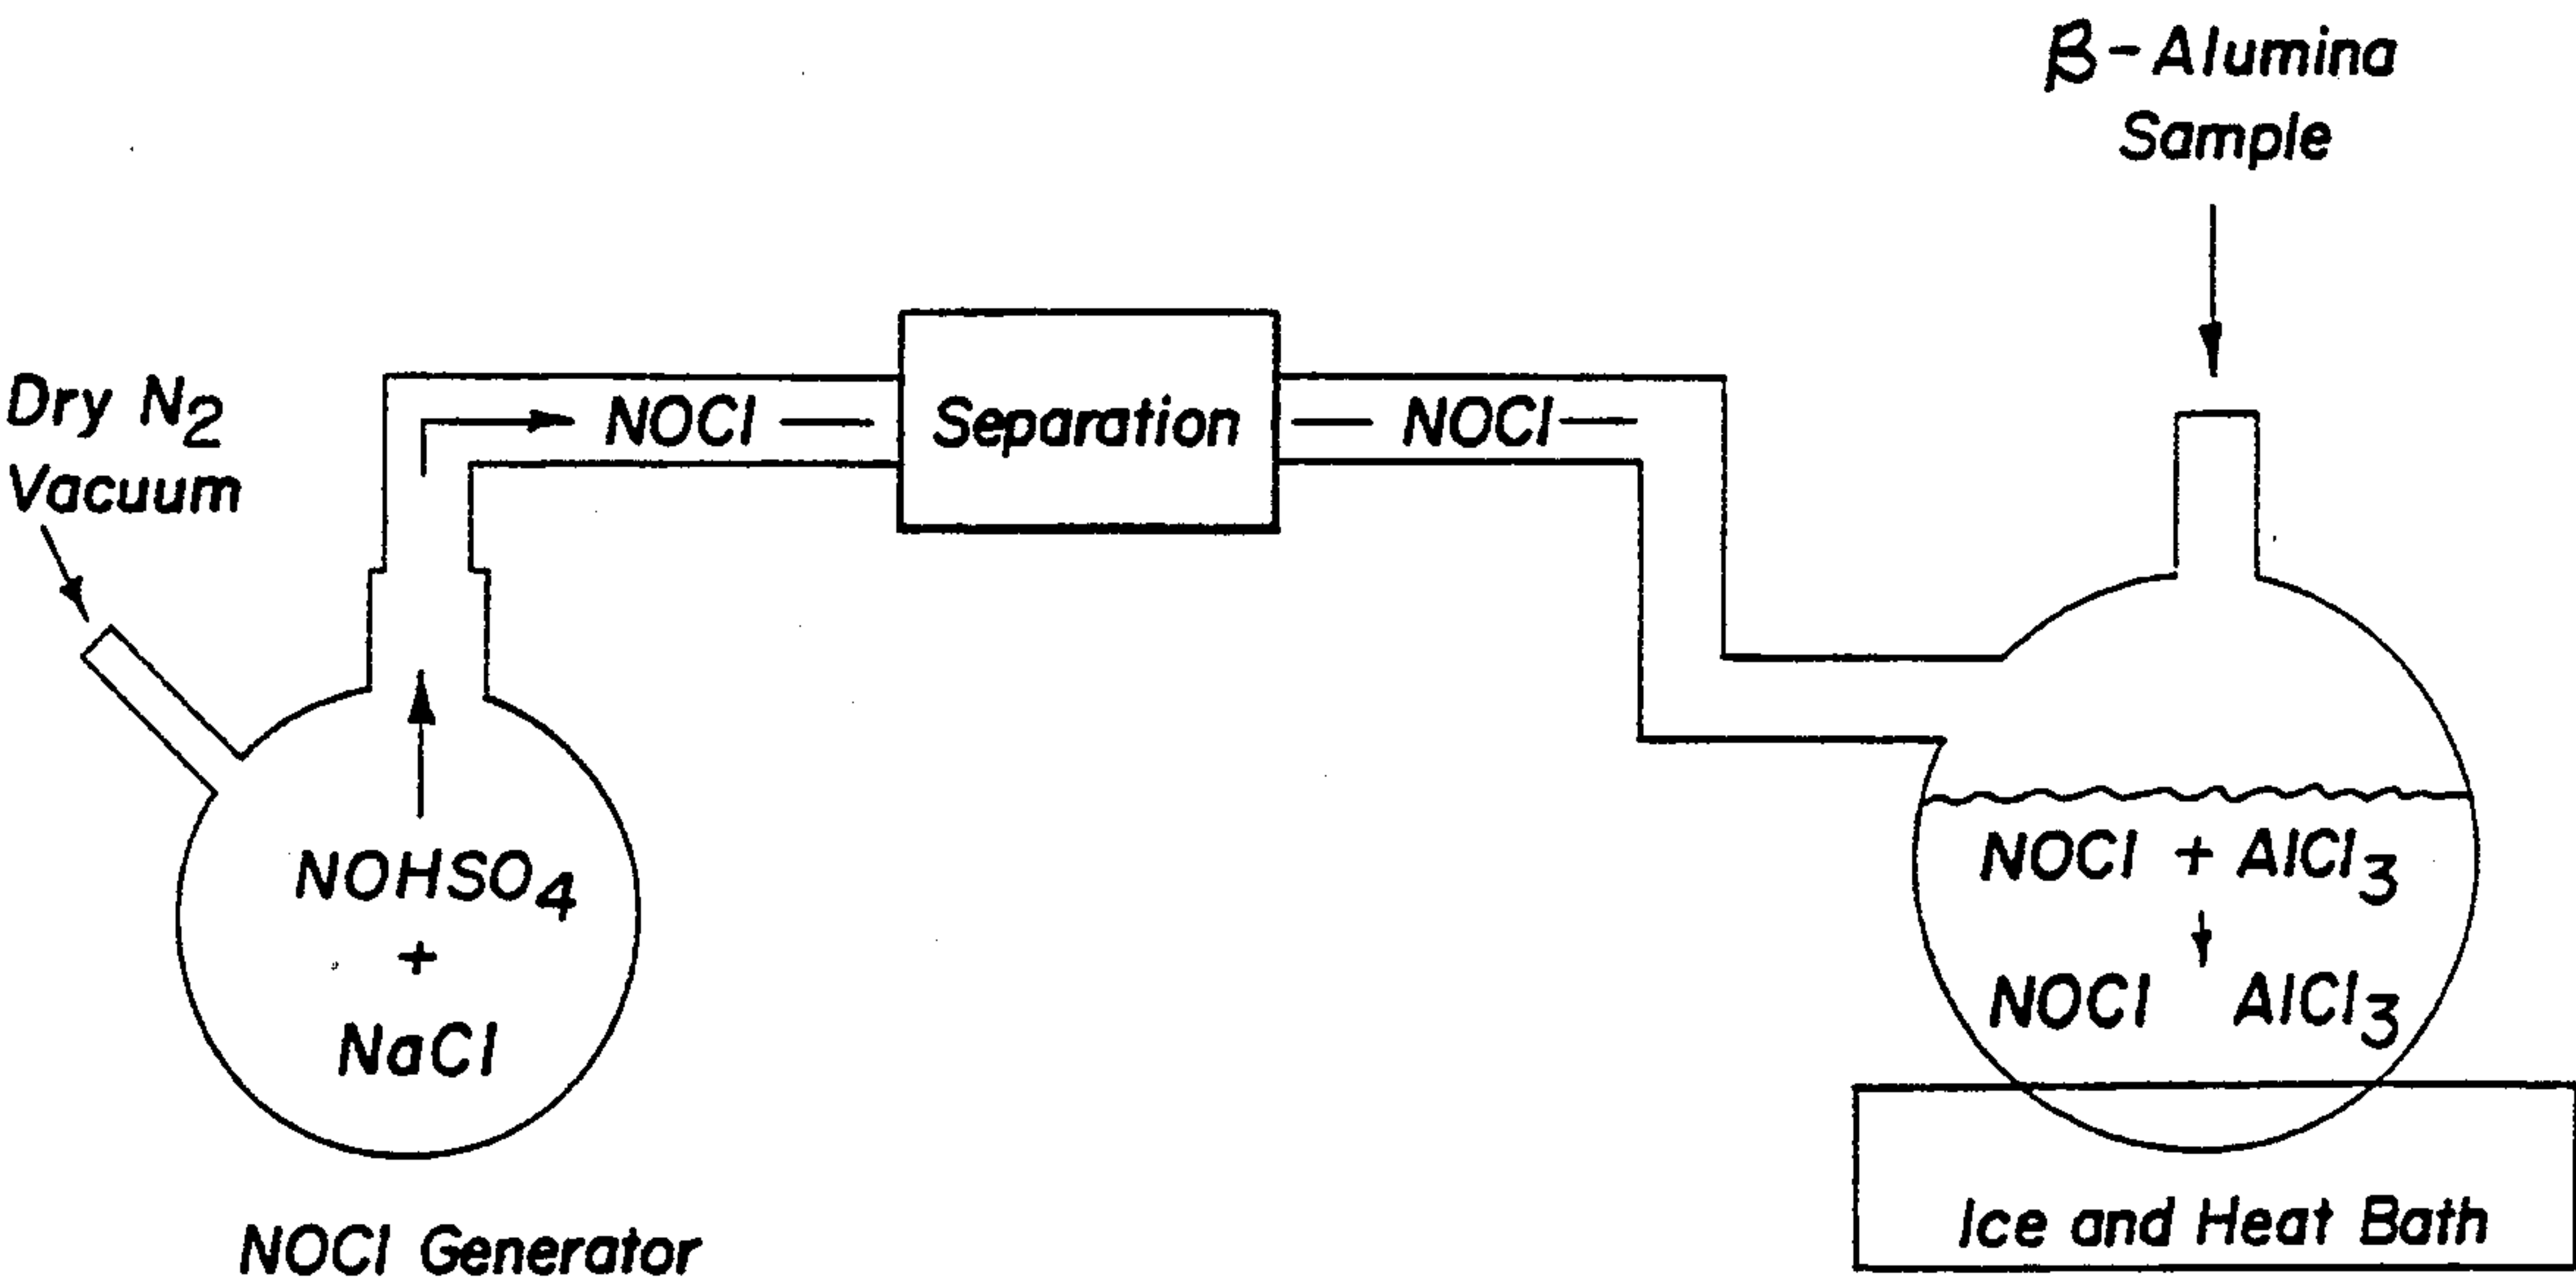 β-Alumina
Sample
Dry N2
Vacuum
NOCl
Separation
NOCl
NOHSO4
+
NaCl
NOCl + AlCl3
NOCl AlCl3
Ice and Heat Bath
NOCl Generator